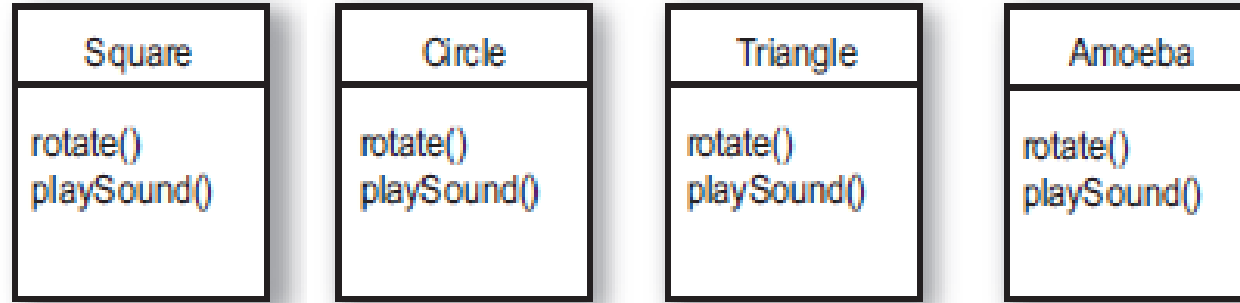 Square
rotate()
playSound()
Circle
rotate()
playSound()
Triangle
rotate()
playSound()
Amoeba
rotate()
playSound()